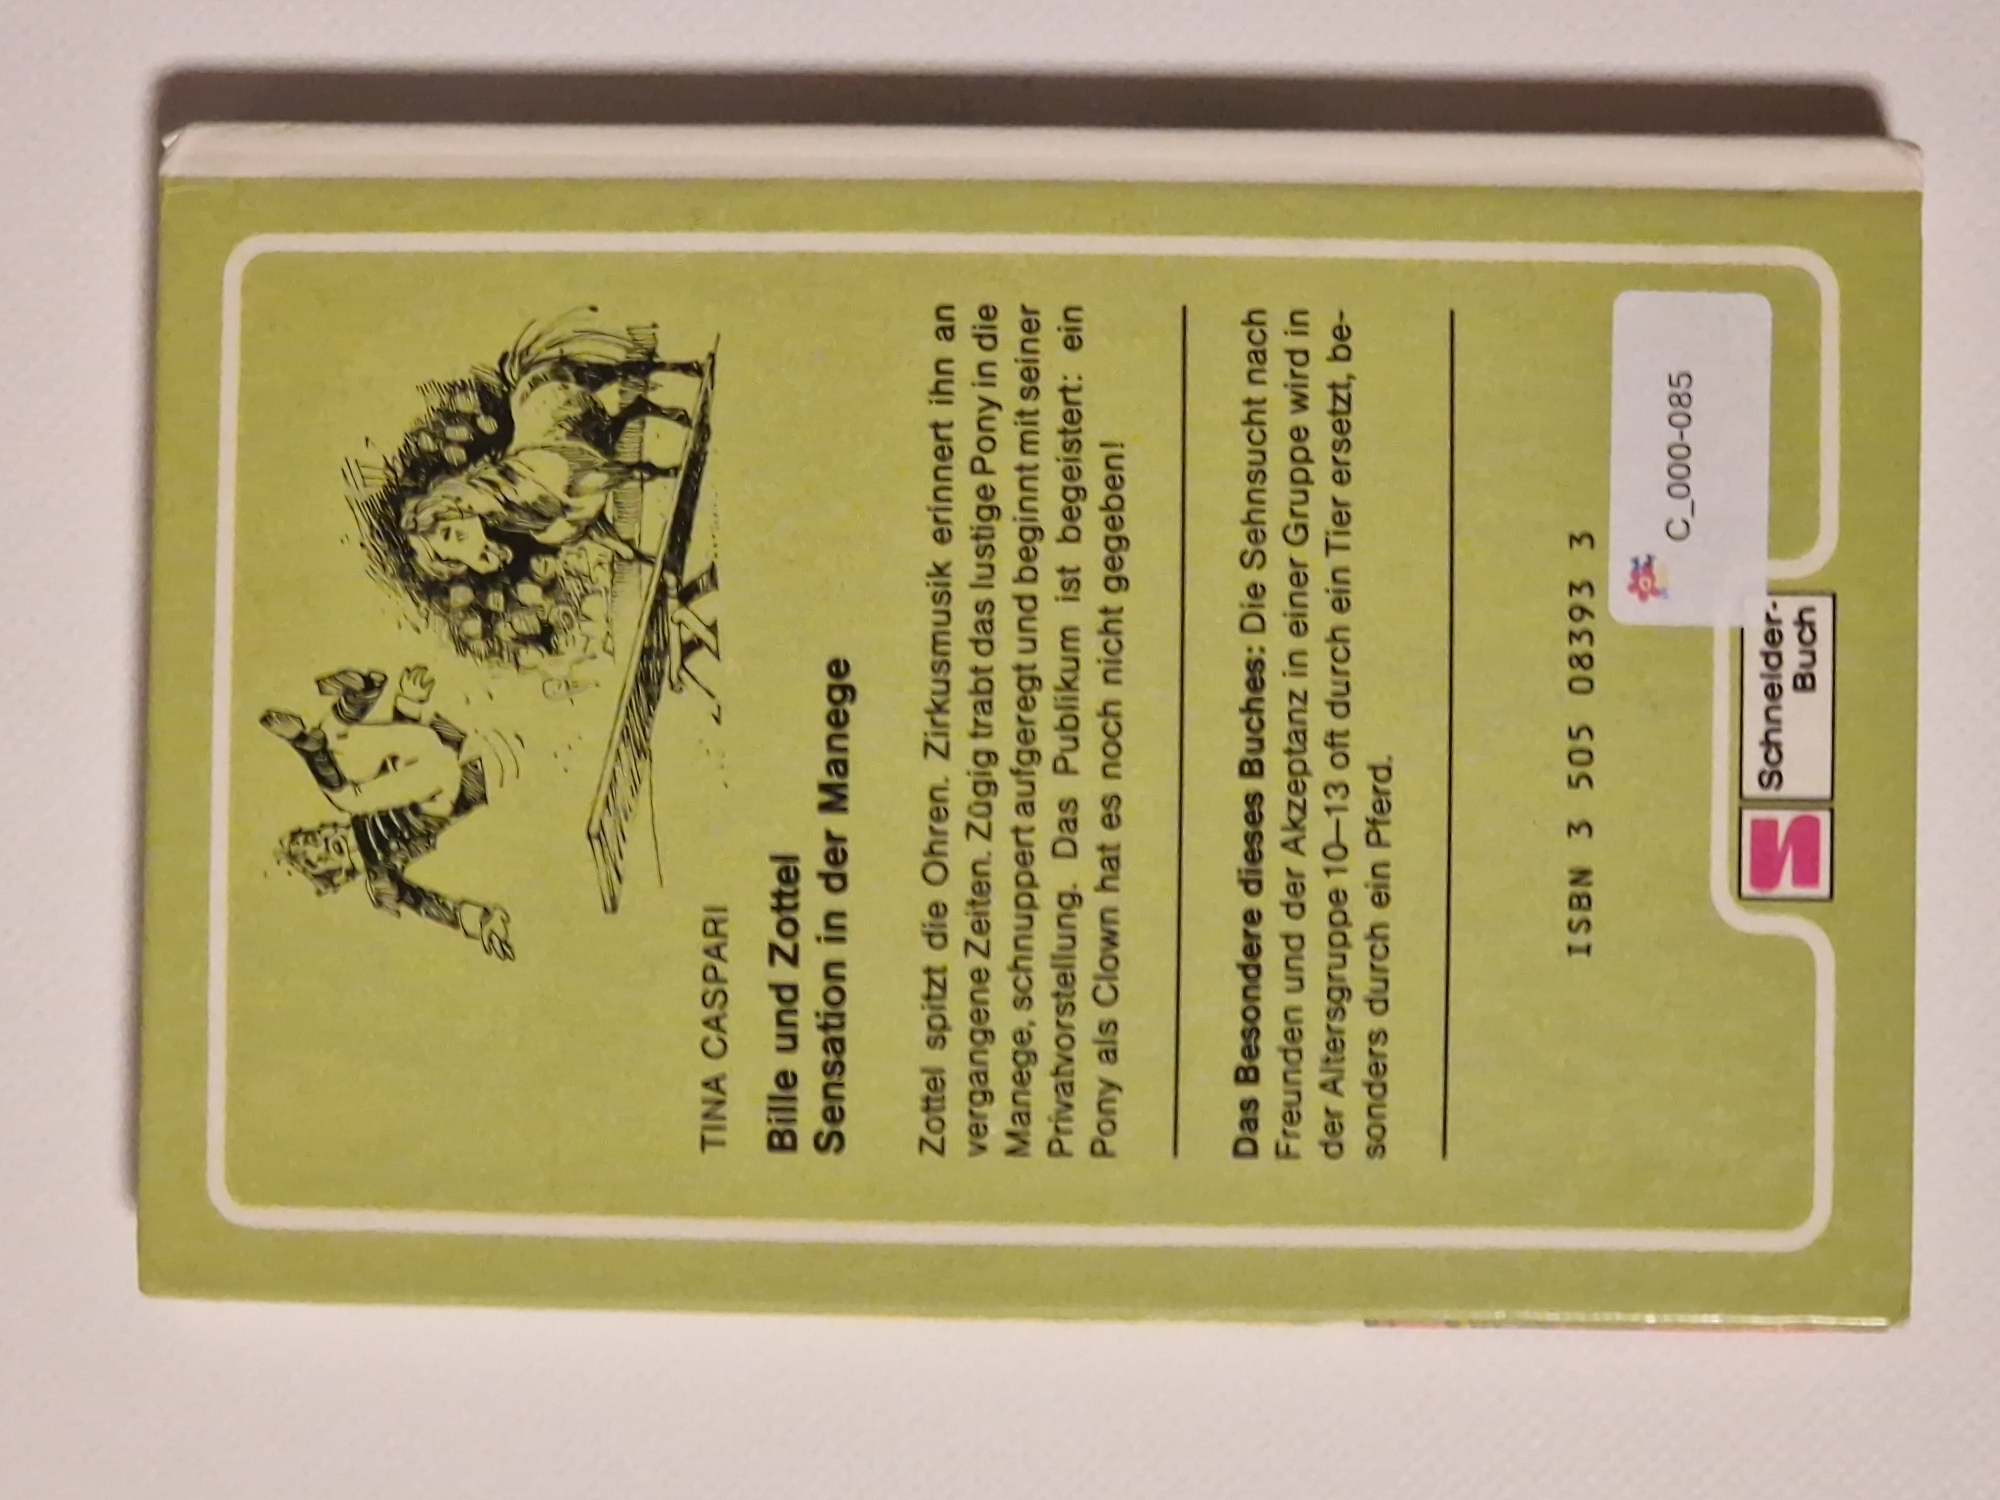 TINA CASPARI
Bille und Zottel
Sensation in der Manege
Zottel spitzt die Ohren. Zirkusmusik erinnert ihn an
vergangene Zeiten. Zügig trabt das lustige Pony in die
Manege, schnuppert aufgeregt und beginnt mit seiner
Privatvorstellung. Das Publikum ist begeistert: ein
Pony als Clown hat es noch nicht gegeben!
Das Besondere dieses Buches: Die Sehnsucht nach
Freunden und der Akzeptanz in einer Gruppe wird in
der Altersgruppe 10–13 oft durch ein Tier ersetzt, be-
sonders durch ein Pferd.
ISBN 3 505 08393 3
C_000-085
Schneider-
Buch